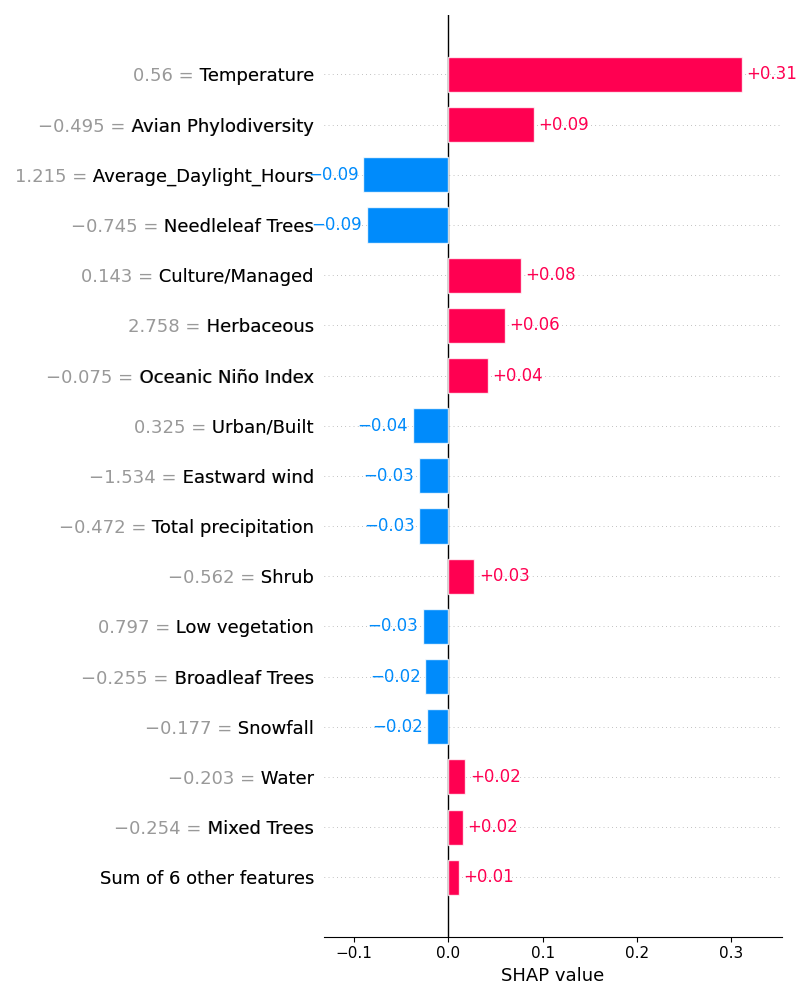 0.56 = Temperature +0.31
−0.495 = Avian Phylodiversity +0.09
1.215 = Average_Daylight_Hours −0.09
−0.745 = Needleleaf Trees −0.09
0.143 = Culture/Managed +0.08
2.758 = Herbaceous +0.06
−0.075 = Oceanic Niño Index +0.04
0.325 = Urban/Built −0.04
−1.534 = Eastward wind −0.03
−0.472 = Total precipitation −0.03
−0.562 = Shrub +0.03
0.797 = Low vegetation −0.03
−0.255 = Broadleaf Trees −0.02
−0.177 = Snowfall −0.02
−0.203 = Water +0.02
−0.254 = Mixed Trees +0.02
Sum of 6 other features +0.01
−0.1 0.0 0.1 0.2 0.3
SHAP value